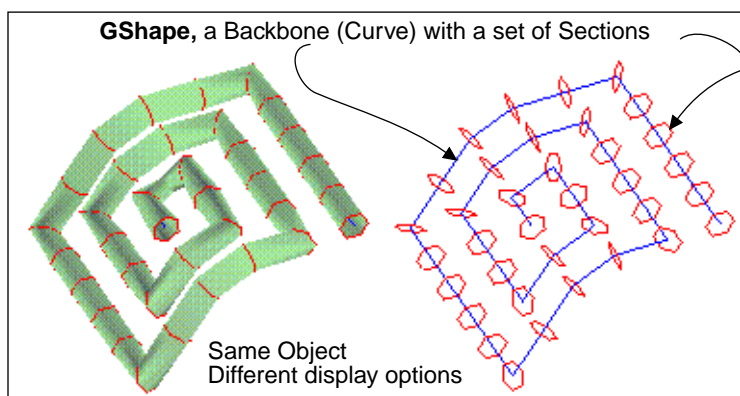 GShape, a Backbone (Curve) with a set of Sections
Same Object
Different display options